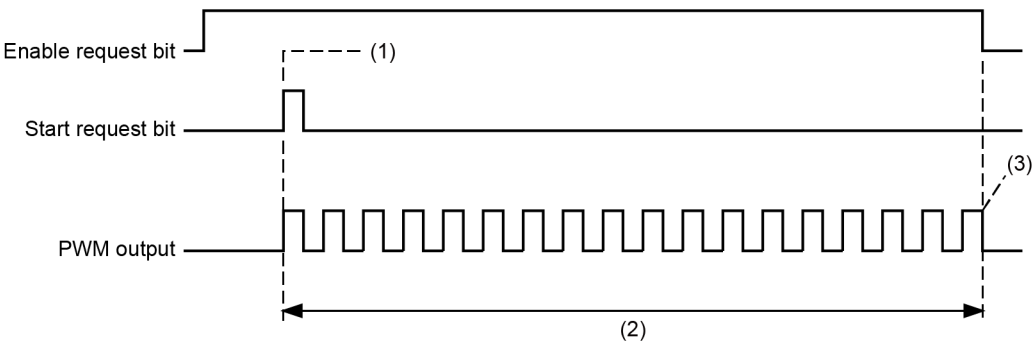 Enable request bit
(1)
Start request bit
(3)
PWM output
(2)